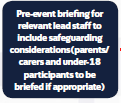 Pre-event briefing for
relevant lead staff to
include safeguarding
considerations (parents/
carers and under-18
participants to be
briefed if appropriate)